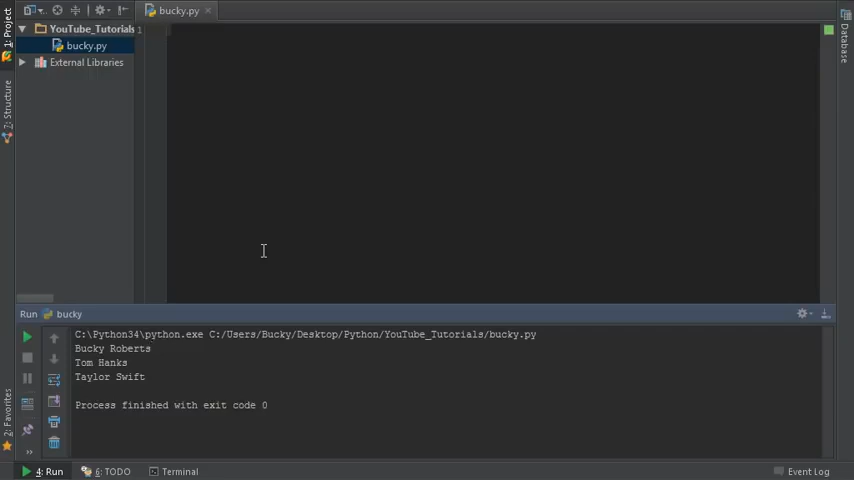 bucky.py
1: Project
YouTube_Tutorials
1
bucky.py
External Libraries
7: Structure
Database
Run bucky
C:\Python34\python.exe C:/Users/Bucky/Desktop/Python/YouTube_Tutorials/bucky.py
Bucky Roberts
Tom Hanks
Taylor Swift
Process finished with exit code 0
2: Favorites
4: Run 6: TODO Terminal Event Log